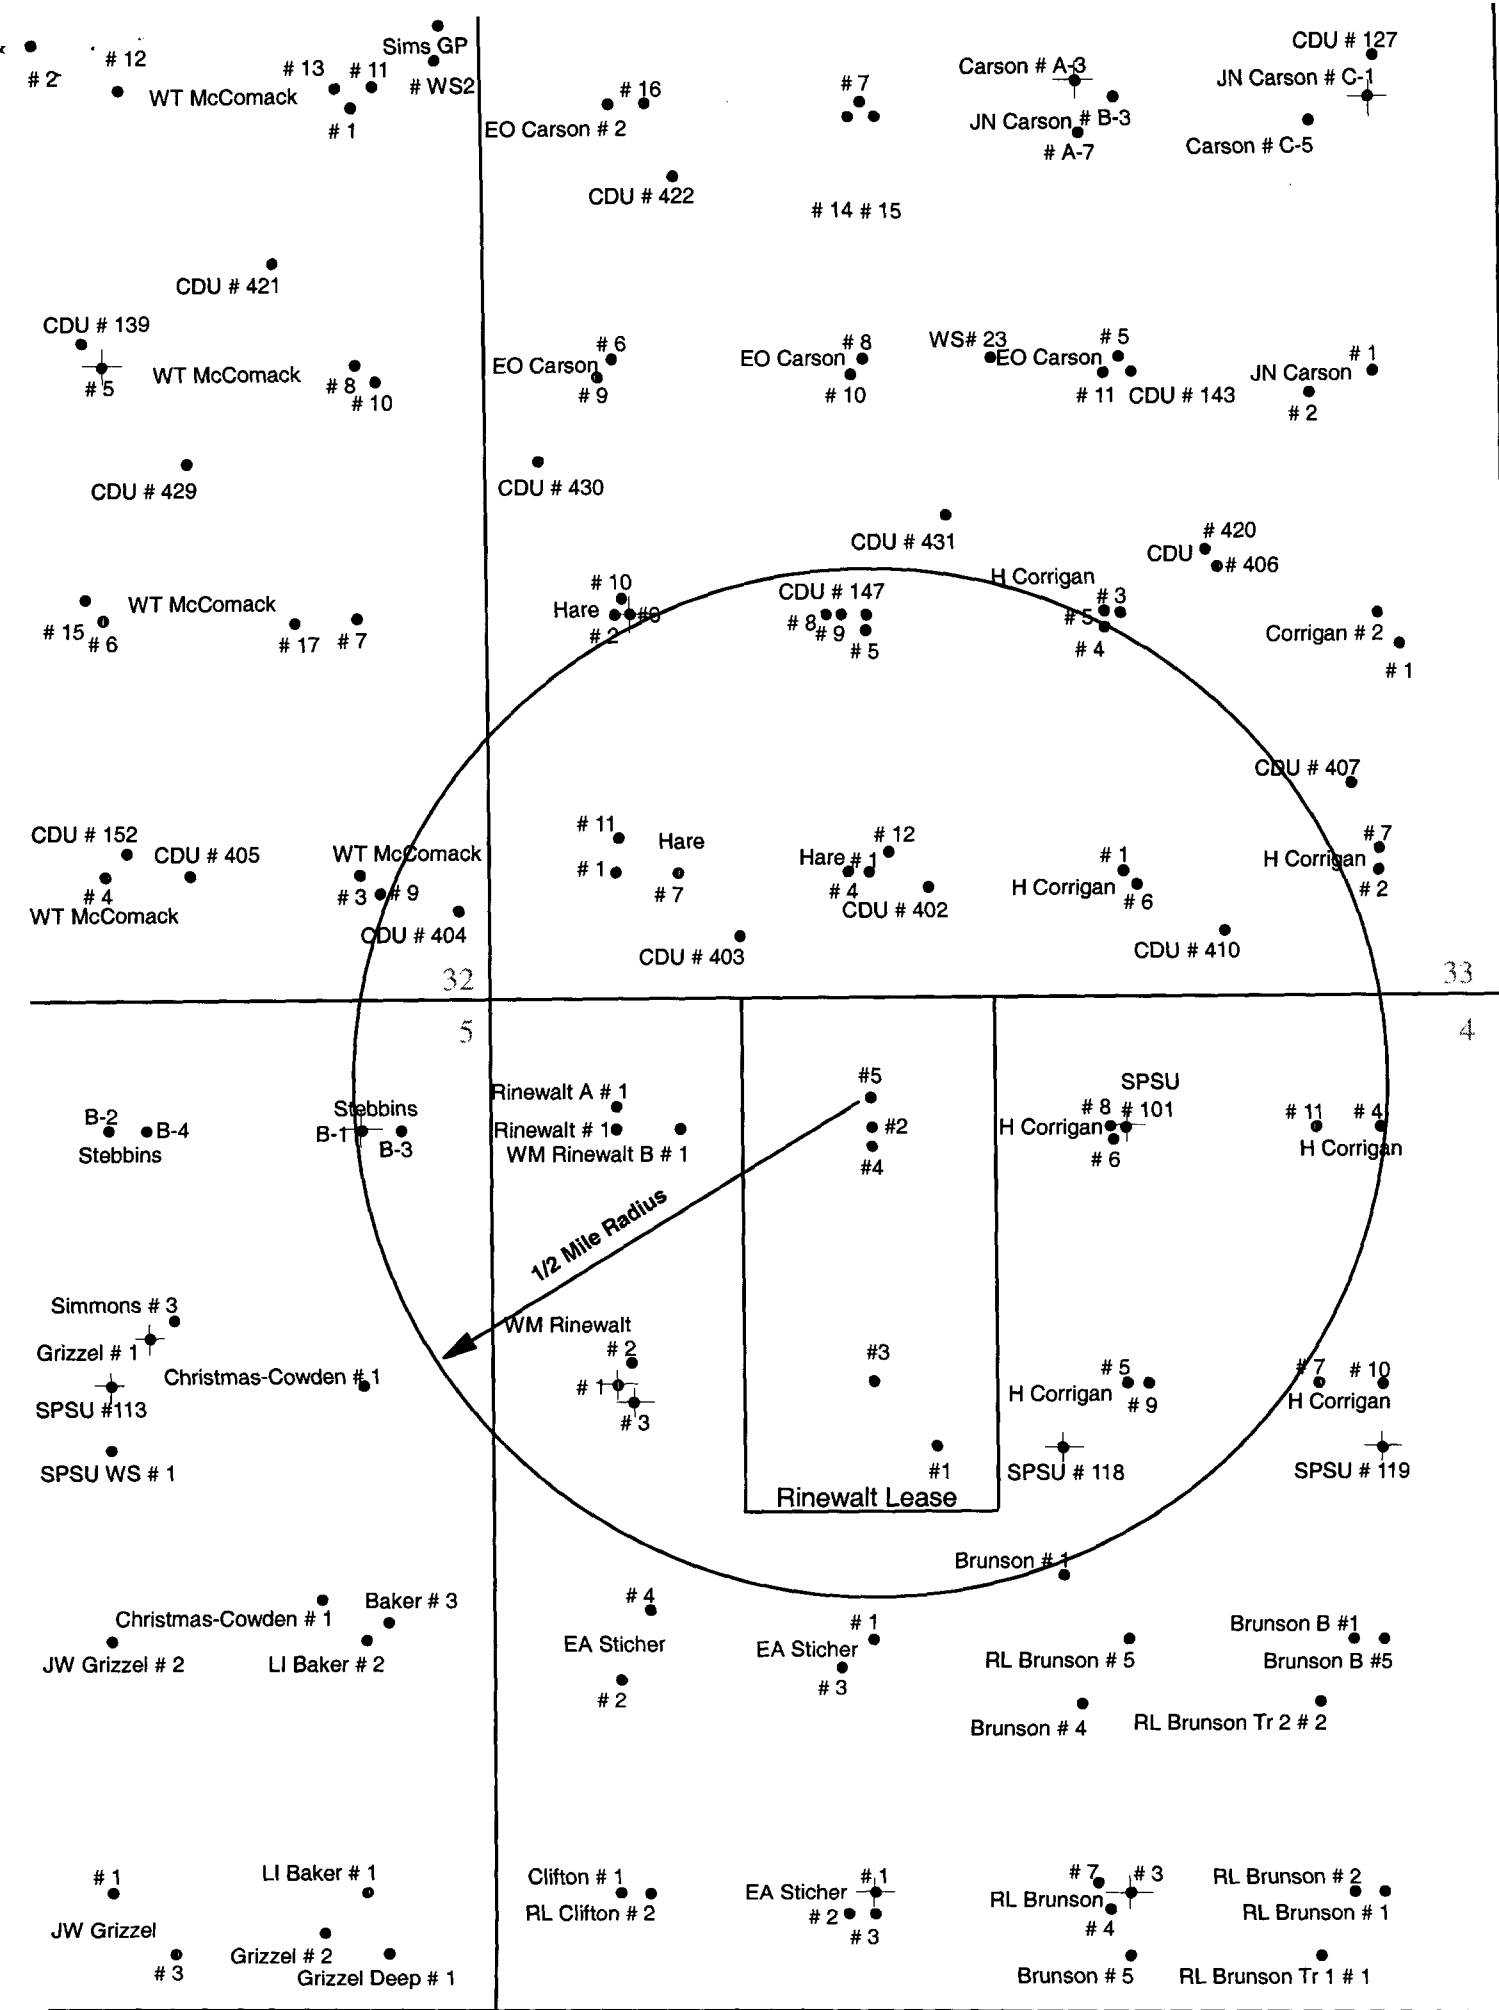 Sims GP
# WS2
# 2
# 12
WT McComack
# 13
# 11
# 1
# 16
EO Carson # 2
CDU # 422
# 7
# 14 # 15
Carson # A-3
JN Carson # B-3
# A-7
CDU # 127
JN Carson # C-1
Carson # C-5
CDU # 421
CDU # 139
# 5
WT McComack
# 8
# 10
# 6
EO Carson
# 9
# 8
EO Carson
# 10
WS# 23
# 5
EO Carson
# 11
CDU # 143
# 1
JN Carson
# 2
CDU # 429
CDU # 430
CDU # 431
# 420
CDU
# 406
WT McComack
# 15
# 6
# 17
# 7
# 10
Hare
# 2
CDU # 147
# 8
# 9
# 5
H Corrigan
# 3
# 5
# 4
Corrigan # 2
# 1
CDU # 407
CDU # 152
CDU # 405
# 4
WT McComack
WT McComack
# 3
# 9
CDU # 404
# 11
Hare
# 1
# 7
CDU # 403
# 12
Hare # 1
# 4
CDU # 402
# 1
H Corrigan
# 6
CDU # 410
# 7
H Corrigan
# 2
32
33
5
4
B-2
B-4
Stebbins
Stebbins
B-1
B-3
Rinewalt A # 1
Rinewalt # 1
WM Rinewalt B # 1
#5
#2
#4
SPSU
# 8
# 101
H Corrigan
# 6
# 11
# 4
H Corrigan
1/2 Mile Radius
Simmons # 3
Grizzel # 1
SPSU #113
SPSU WS # 1
Christmas-Cowden # 1
WM Rinewalt
# 2
# 1
# 3
#3
#1
Rinewalt Lease
# 5
H Corrigan
# 9
SPSU # 118
# 7
# 10
H Corrigan
SPSU # 119
Brunson # 1
Christmas-Cowden # 1
Baker # 3
JW Grizzel # 2
LI Baker # 2
# 4
EA Sticher
# 2
# 1
EA Sticher
# 3
RL Brunson # 5
Brunson # 4
Brunson B #1
Brunson B #5
RL Brunson Tr 2 # 2
# 1
JW Grizzel
# 3
LI Baker # 1
Grizzel # 2
Grizzel Deep # 1
Clifton # 1
RL Clifton # 2
# 1
EA Sticher
# 2
# 3
# 7
# 3
RL Brunson
# 4
Brunson # 5
RL Brunson # 2
RL Brunson # 1
RL Brunson Tr 1 # 1